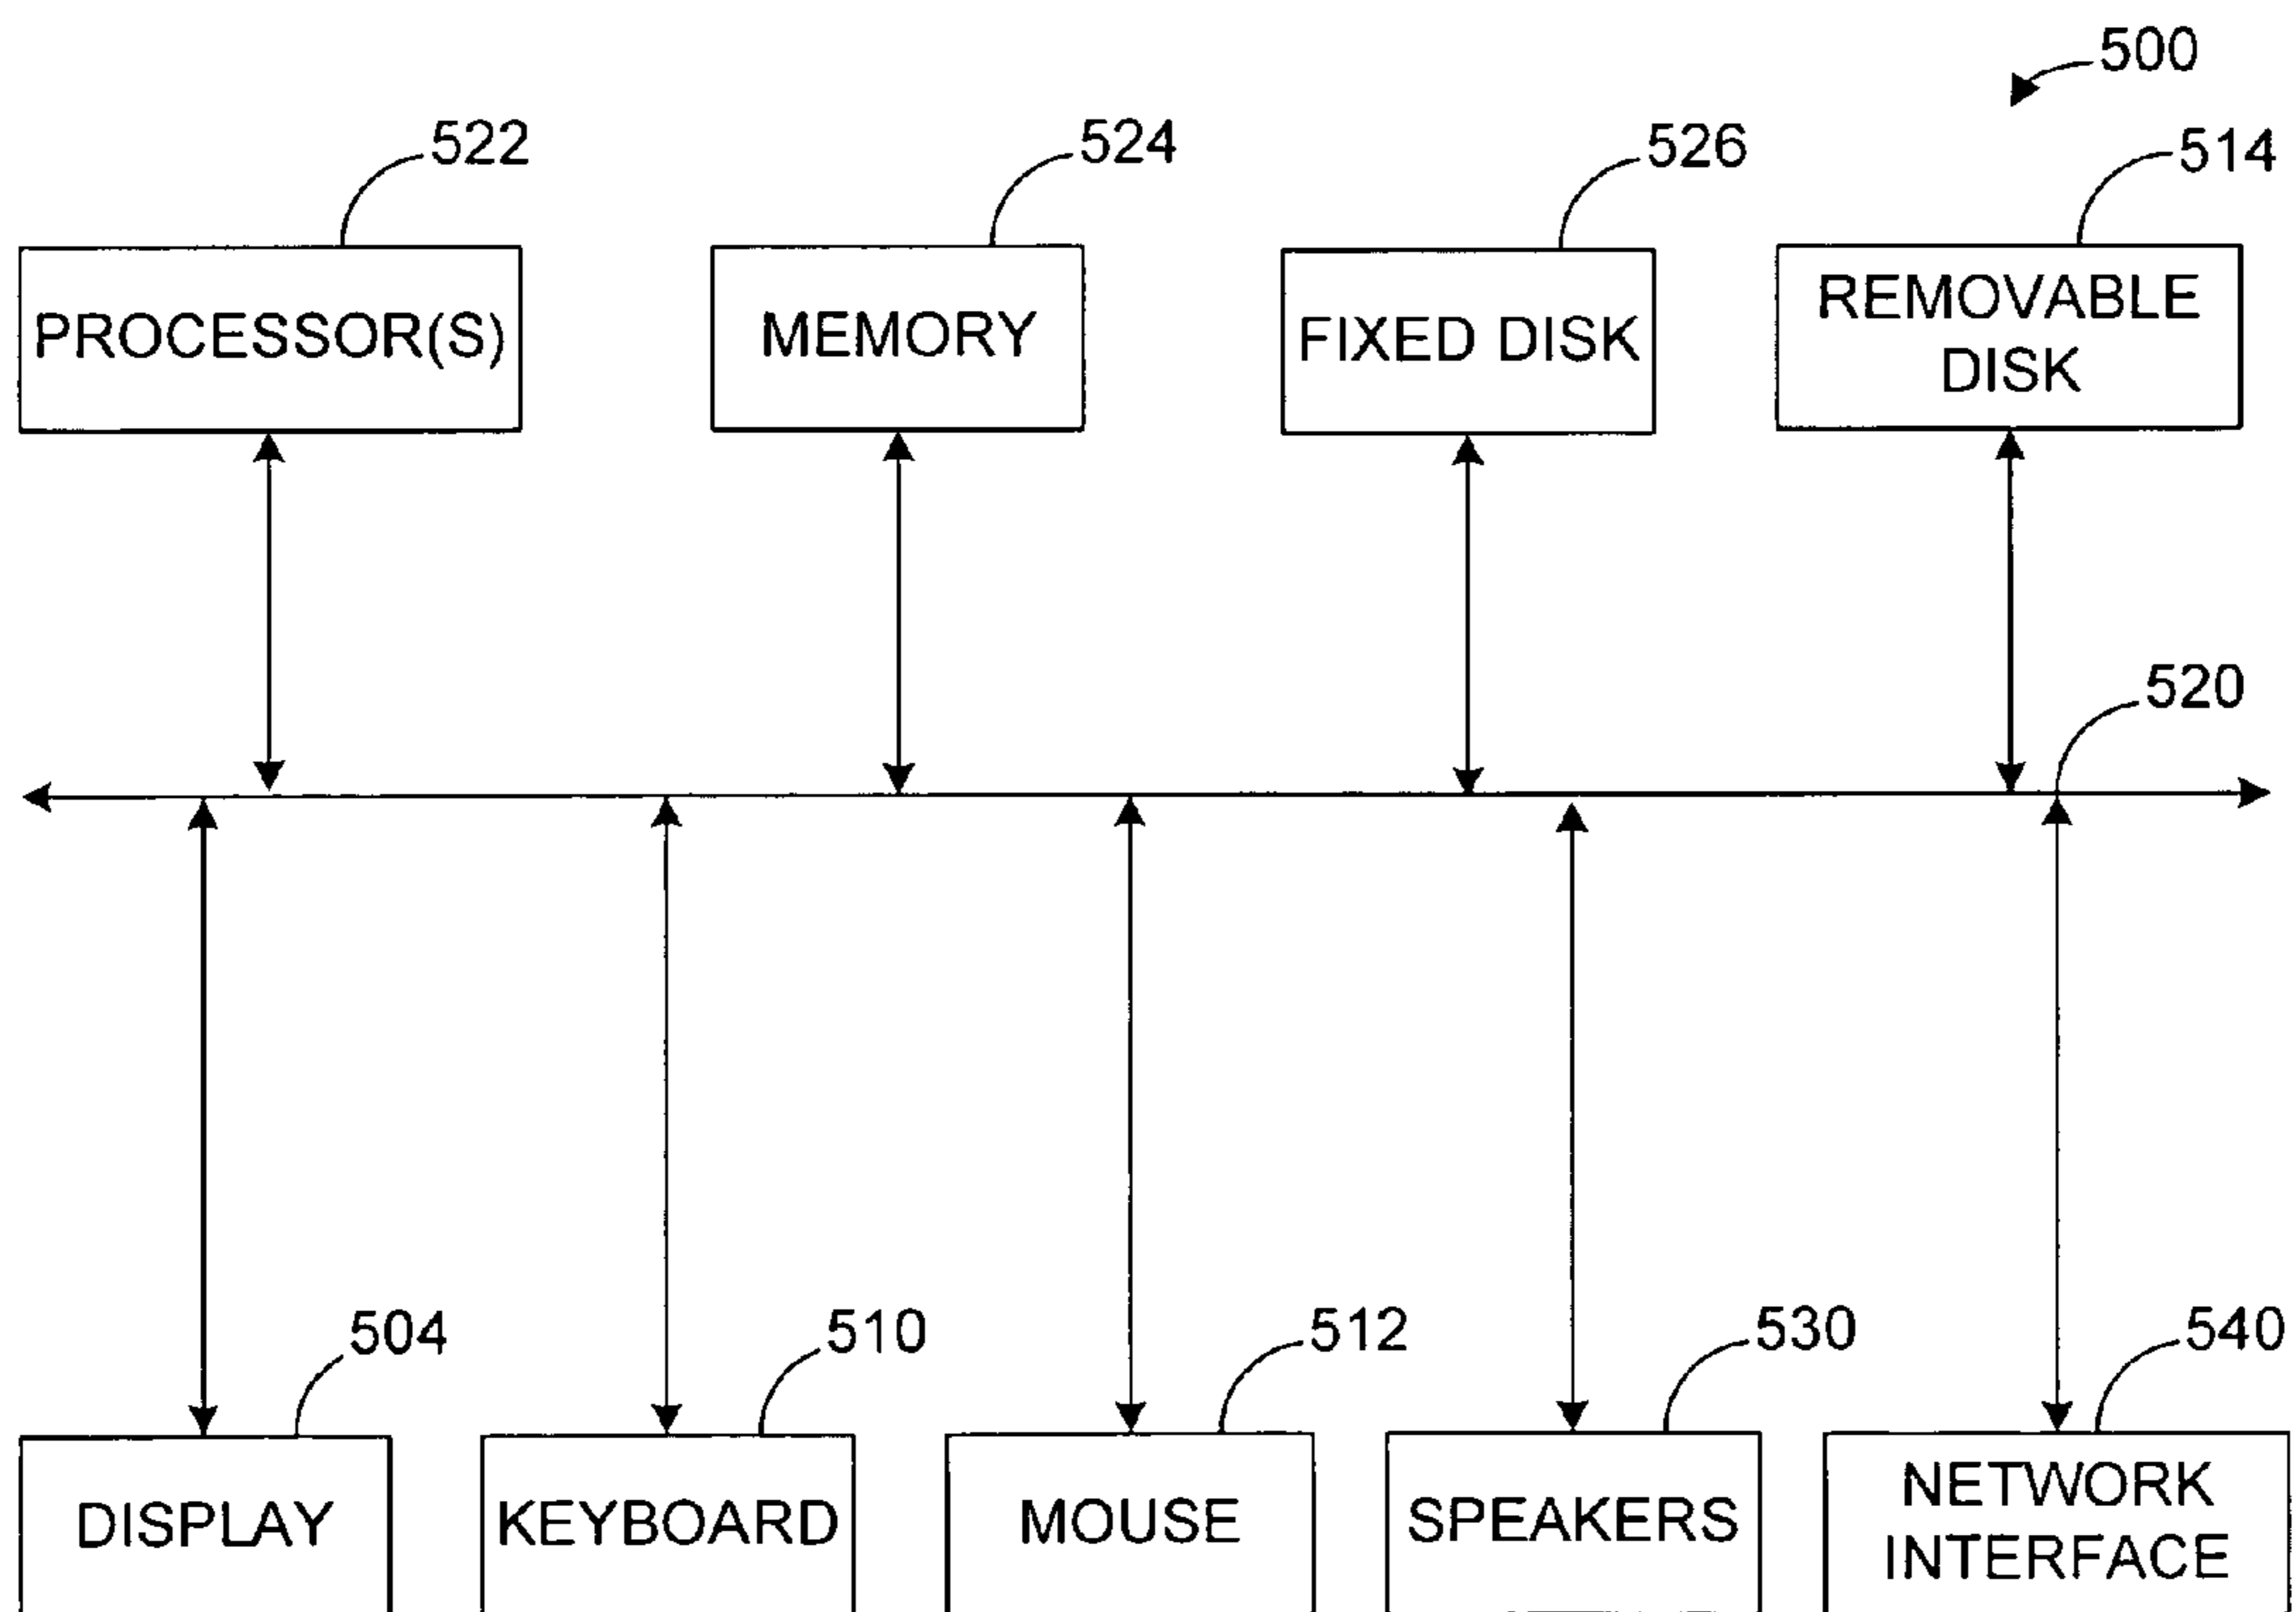 500
522
524
526
514
PROCESSOR(S)
MEMORY
FIXED DISK
REMOVABLE
DISK
520
504
510
512
530
540
DISPLAY
KEYBOARD
MOUSE
SPEAKERS
NETWORK
INTERFACE